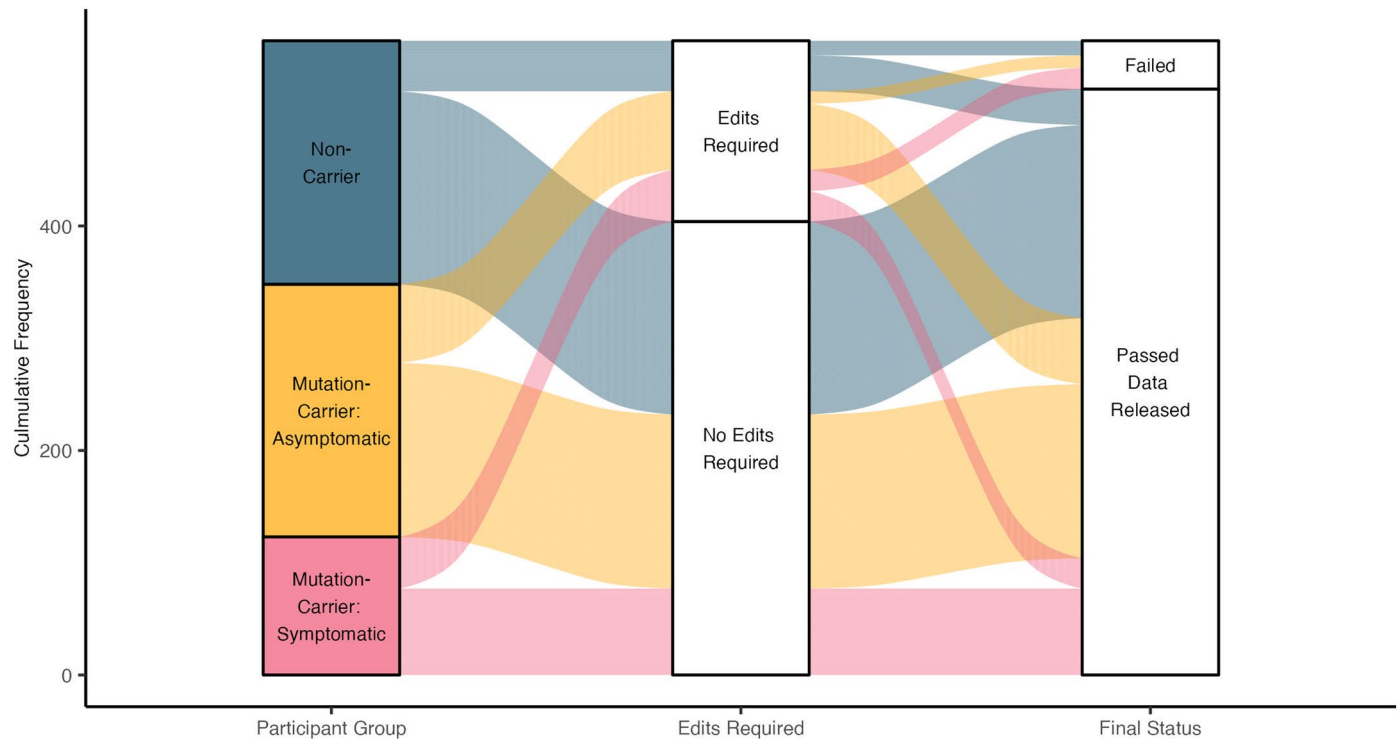 Culmulative Frequency
400
200
0
Non-
Carrier
Mutation-
Carrier:
Asymptomatic
Mutation-
Carrier:
Symptomatic
Edits
Required
No Edits
Required
Failed
Passed
Data
Released
Participant Group
Edits Required
Final Status